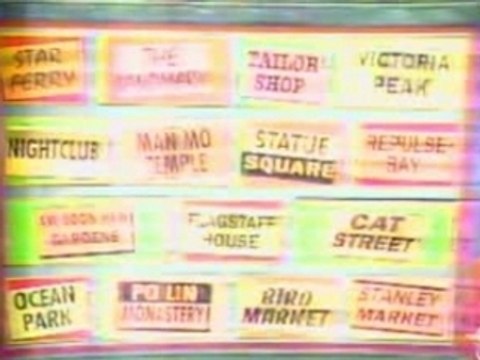 STAR FERRY
THE
TAILOR SHOP
VICTORIA PEAK
NIGHTCLUB
MAN MO TEMPLE
STATUE SQUARE
REPULSE BAY
GARDENS
FLAGSTAFF HOUSE
CAT STREET
OCEAN PARK
PO LIN MONASTERY
BIRD MARKET
STANLEY MARKET